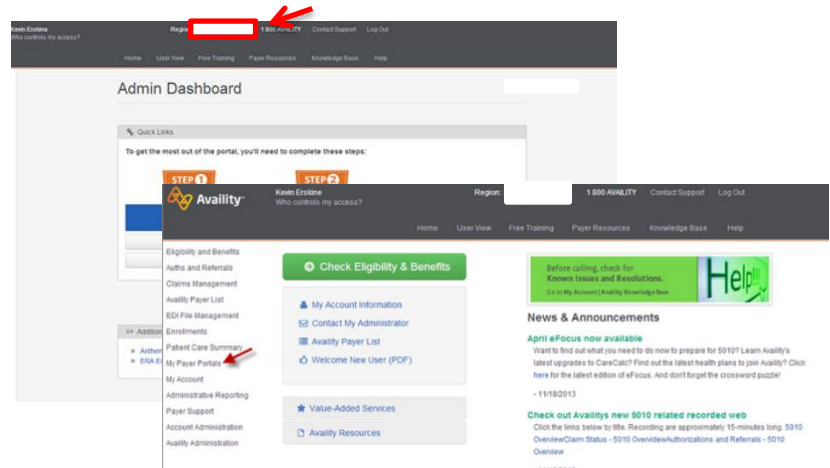 Kevin Erskine
Who controls my access?
Region
1 800 AVAILITY Contact Support Log Out
Home User View Free Training Payer Resources Knowledge Base Help
Admin Dashboard
Quick Links
To get the most out of the portal, you'll need to complete these steps:
STEP 1
STEP 2
Addition
Anthem
ERA E
Availity
Kevin Erskine
Who controls my access?
Region:
1 800 AVAILITY Contact Support Log Out
Home User View Free Training Payer Resources Knowledge Base Help
Eligibility and Benefits
Auths and Referrals
Claims Management
Availity Payer List
EDI File Management
Enrollments
Patient Care Summary
My Payer Portals
My Account
Administrative Reporting
Payer Support
Account Administration
Availity Administration
Check Eligibility & Benefits
My Account Information
Contact My Administrator
Availity Payer List
Welcome New User (PDF)
Value-Added Services
Availity Resources
Before calling, check for
Known Issues and Resolutions.
Go to My Account | Availity Knowledge Base
Help!!!
News & Announcements
April eFocus now available
Want to find out what you need to do now to prepare for 5010? Learn Availity's
latest upgrades to CareCalc? Find out the latest health plans to join Availity? Click
here for the latest edition of eFocus. And don't forget the crossword puzzle!
- 11/18/2013
Check out Availitys new 5010 related recorded web
Click the links below by title. Recording are approximately 15-minutes long. 5010
OverviewClaim Status - 5010 OvervidewAuthorizations and Referrals - 5010
Overview